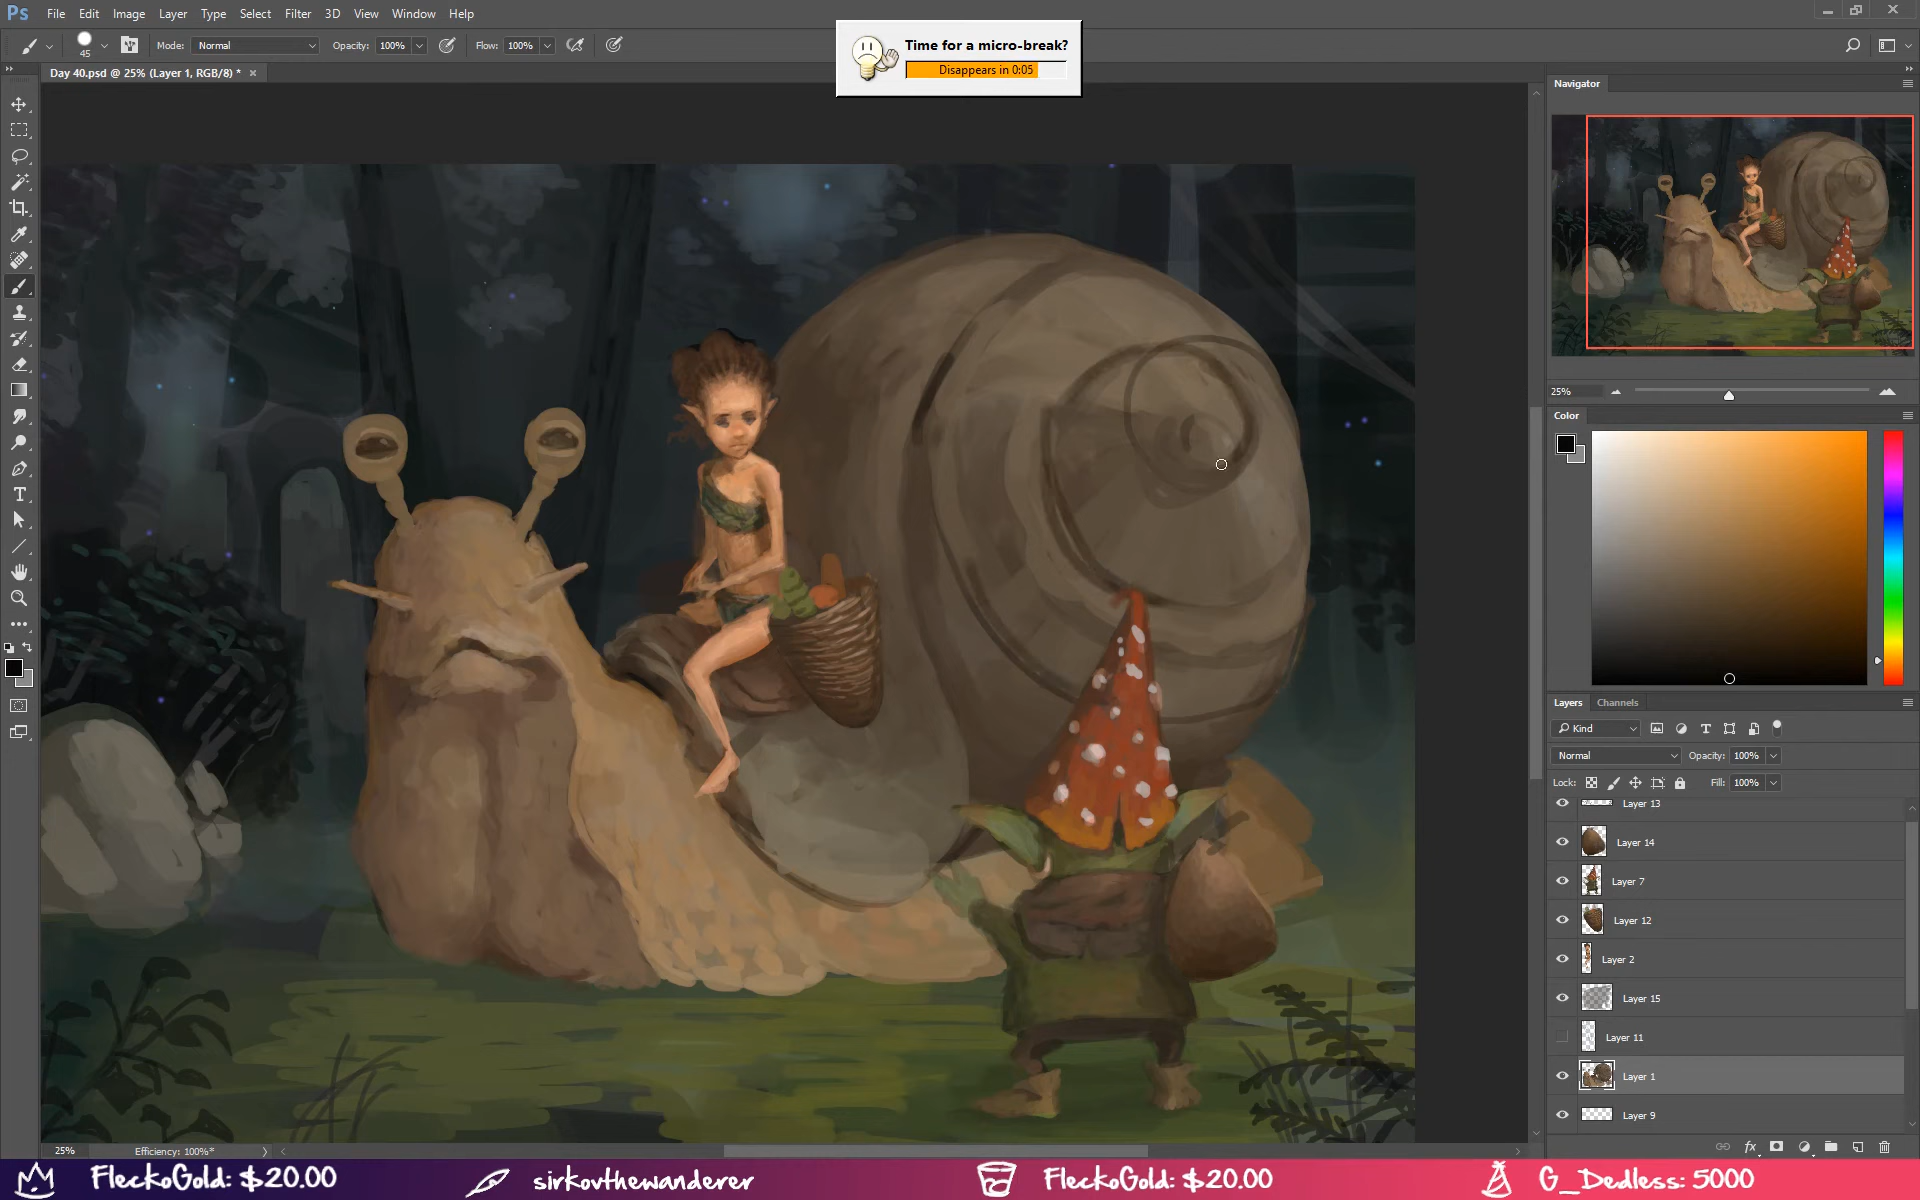 Ps File Edit Image Layer Type Select Filter 3D View Window Help
45 Mode: Normal Opacity: 100% Flow: 100%
Time for a micro-break?
Disappears in 0:05
Day 40.psd @ 25% (Layer 1, RGB/8) *
Navigator
25%
Color
Layers Channels
Kind
Normal Opacity: 100%
Lock: Fill: 100%
Layer 13
Layer 14
Layer 7
Layer 12
Layer 2
Layer 15
Layer 11
Layer 1
Layer 9
fx
25% Efficiency: 100%*
FleckoGold: $20.00 sirkovthewanderer FleckoGold: $20.00 G_Dedless: 5000